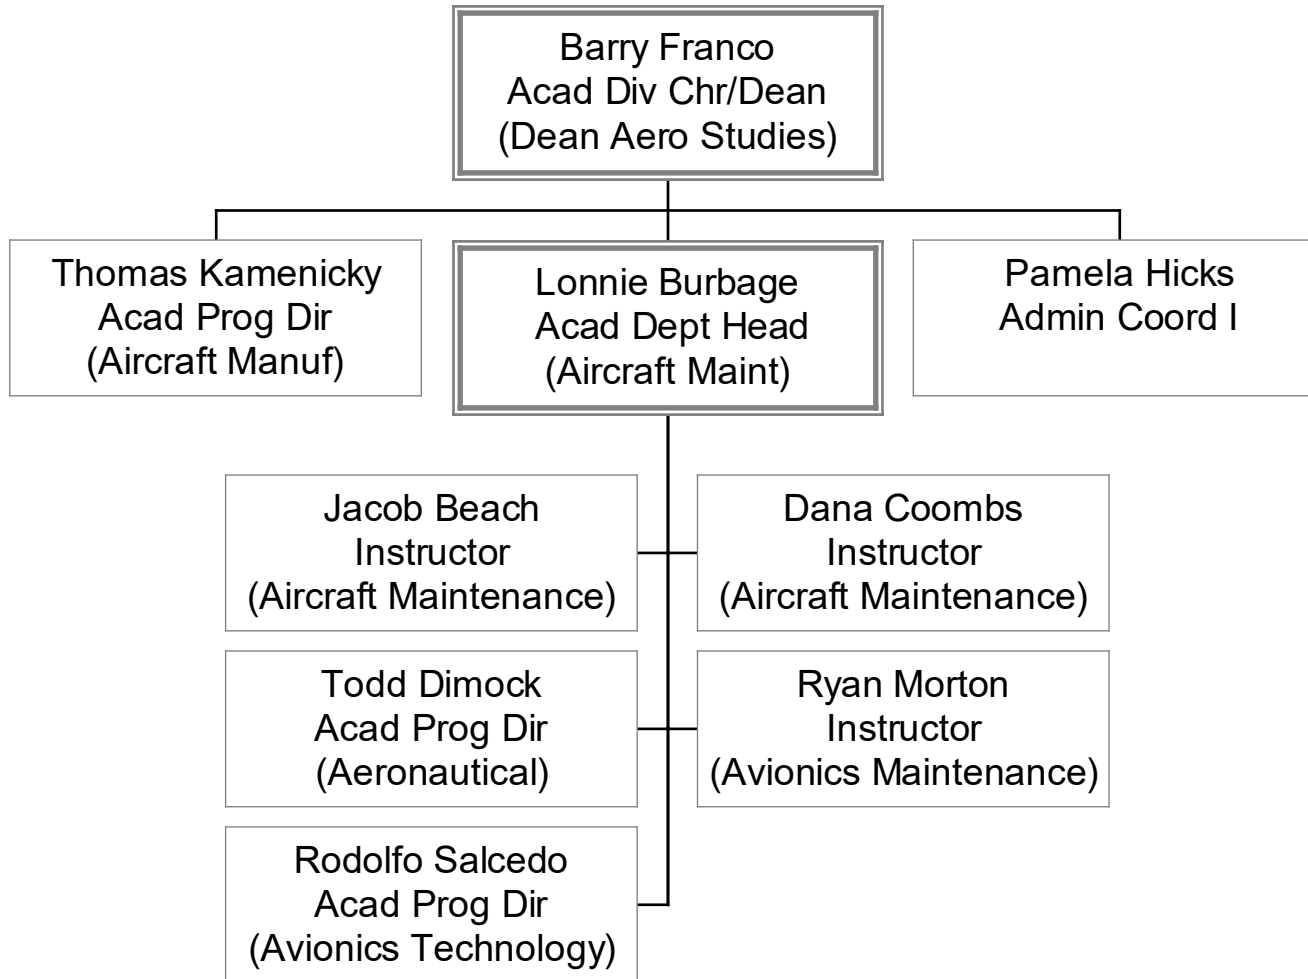 Barry Franco
Acad Div Chr/Dean
(Dean Aero Studies)
Thomas Kamenicky
Acad Prog Dir
(Aircraft Manuf)
Lonnie Burbage
Acad Dept Head
(Aircraft Maint)
Pamela Hicks
Admin Coord I
Jacob Beach
Instructor
(Aircraft Maintenance)
Dana Coombs
Instructor
(Aircraft Maintenance)
Todd Dimock
Acad Prog Dir
(Aeronautical)
Ryan Morton
Instructor
(Avionics Maintenance)
Rodolfo Salcedo
Acad Prog Dir
(Avionics Technology)